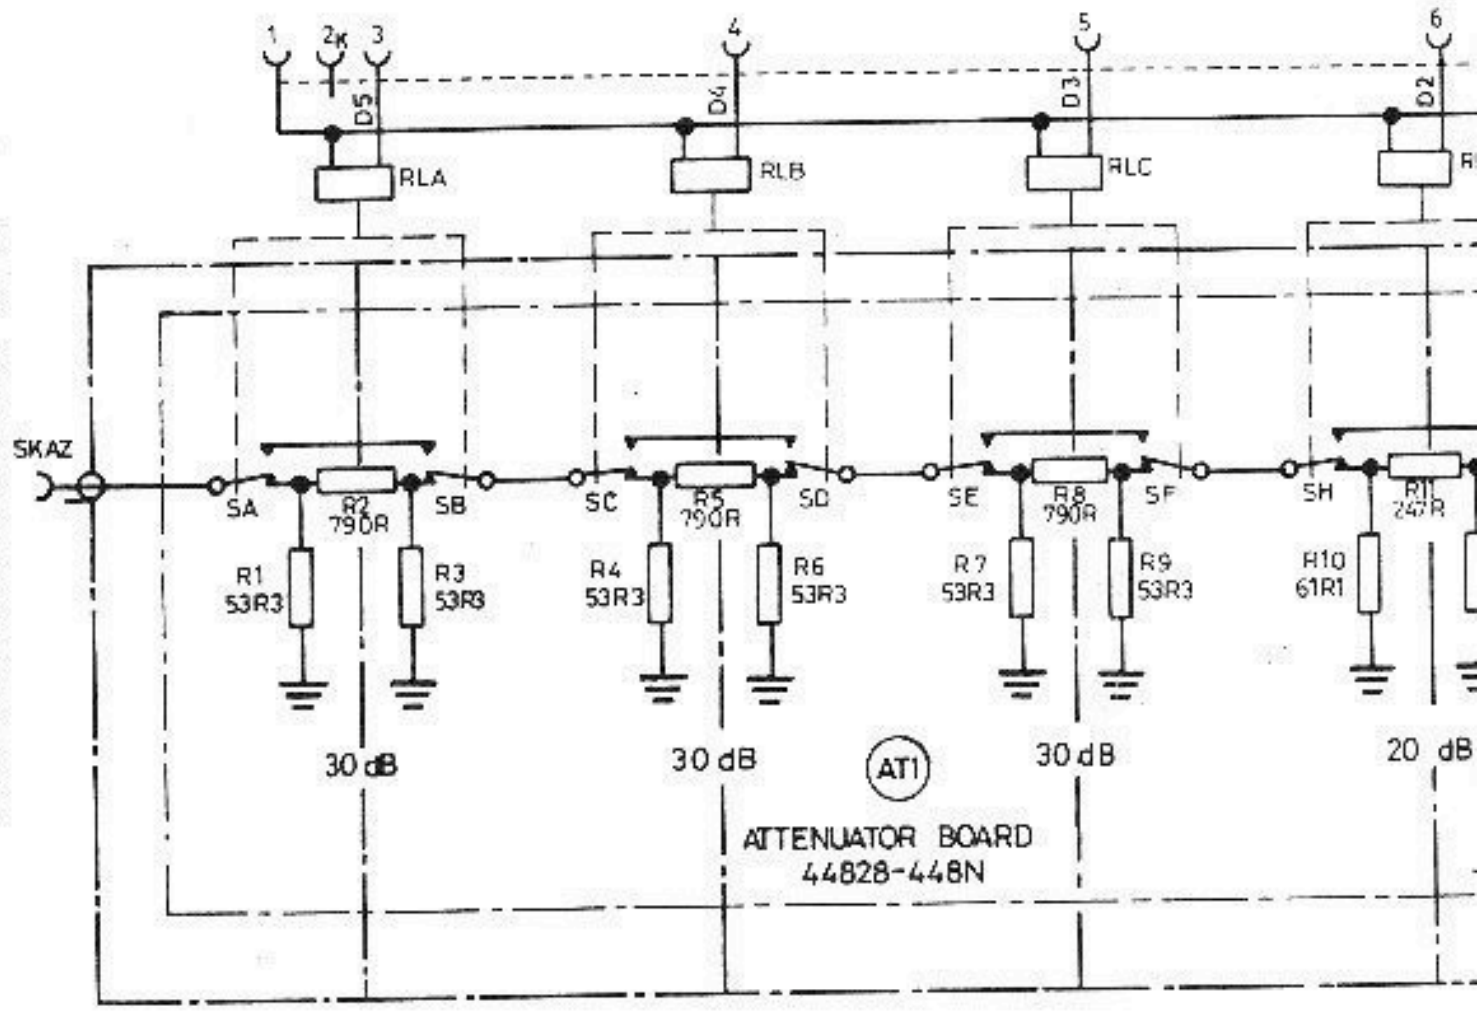 1 2K 3 4 5 6
D5 D4 D3 D2
RLA RLB RLC
SKAZ
SA SB SC SD SE SF SH
R2 R5 R8 R11
790R 790R 790R 247R
R1 R3 R4 R6 R7 R9 R10
53R3 53R3 53R3 53R3 53R3 53R3 61R1
30 dB 30 dB 30 dB 20 dB
AT1
ATTENUATOR BOARD
44828-448N